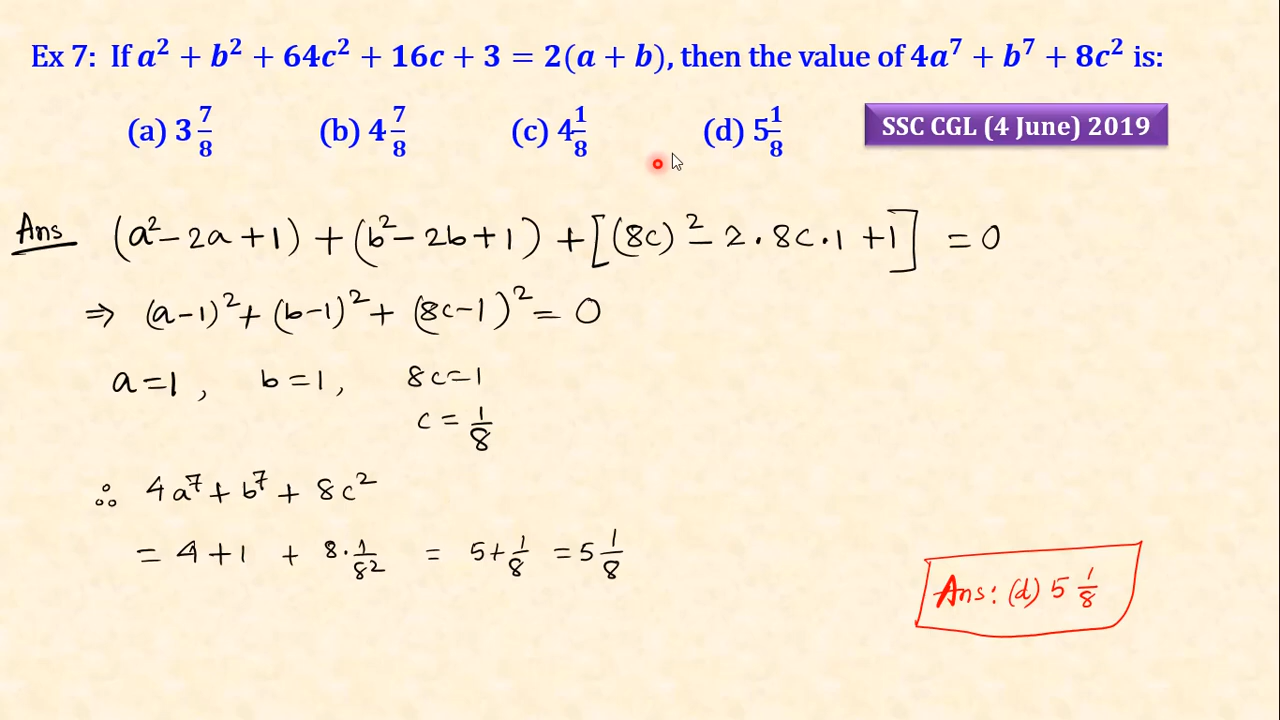 Ex 7: If a² + b² + 64c² + 16c + 3 = 2(a + b), then the value of 4a⁷ + b⁷ + 8c² is:
(a) 3 7/8 (b) 4 7/8 (c) 4 1/8 (d) 5 1/8
SSC CGL (4 June) 2019
Ans (a² – 2a + 1) + (b² – 2b + 1) + [(8c)² – 2 · 8c · 1 + 1] = 0
⇒ (a – 1)² + (b – 1)² + (8c – 1)² = 0
a = 1, b = 1, 8c = 1
c = 1/8
∴ 4a⁷ + b⁷ + 8c²
= 4 + 1 + 8 · 1/8² = 5 + 1/8 = 5 1/8
Ans: (d) 5 1/8